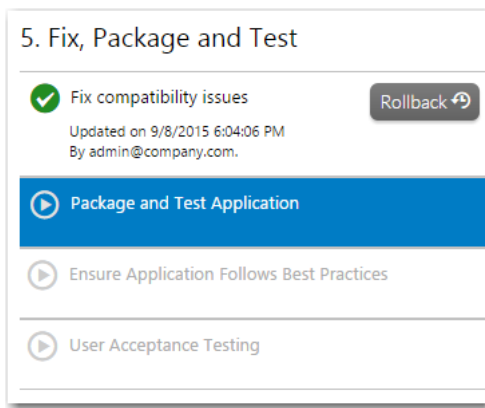 5. Fix, Package and Test
Fix compatibility issues
Rollback
Updated on 9/8/2015 6:04:06 PM
By admin@company.com.
Package and Test Application
Ensure Application Follows Best Practices
User Acceptance Testing